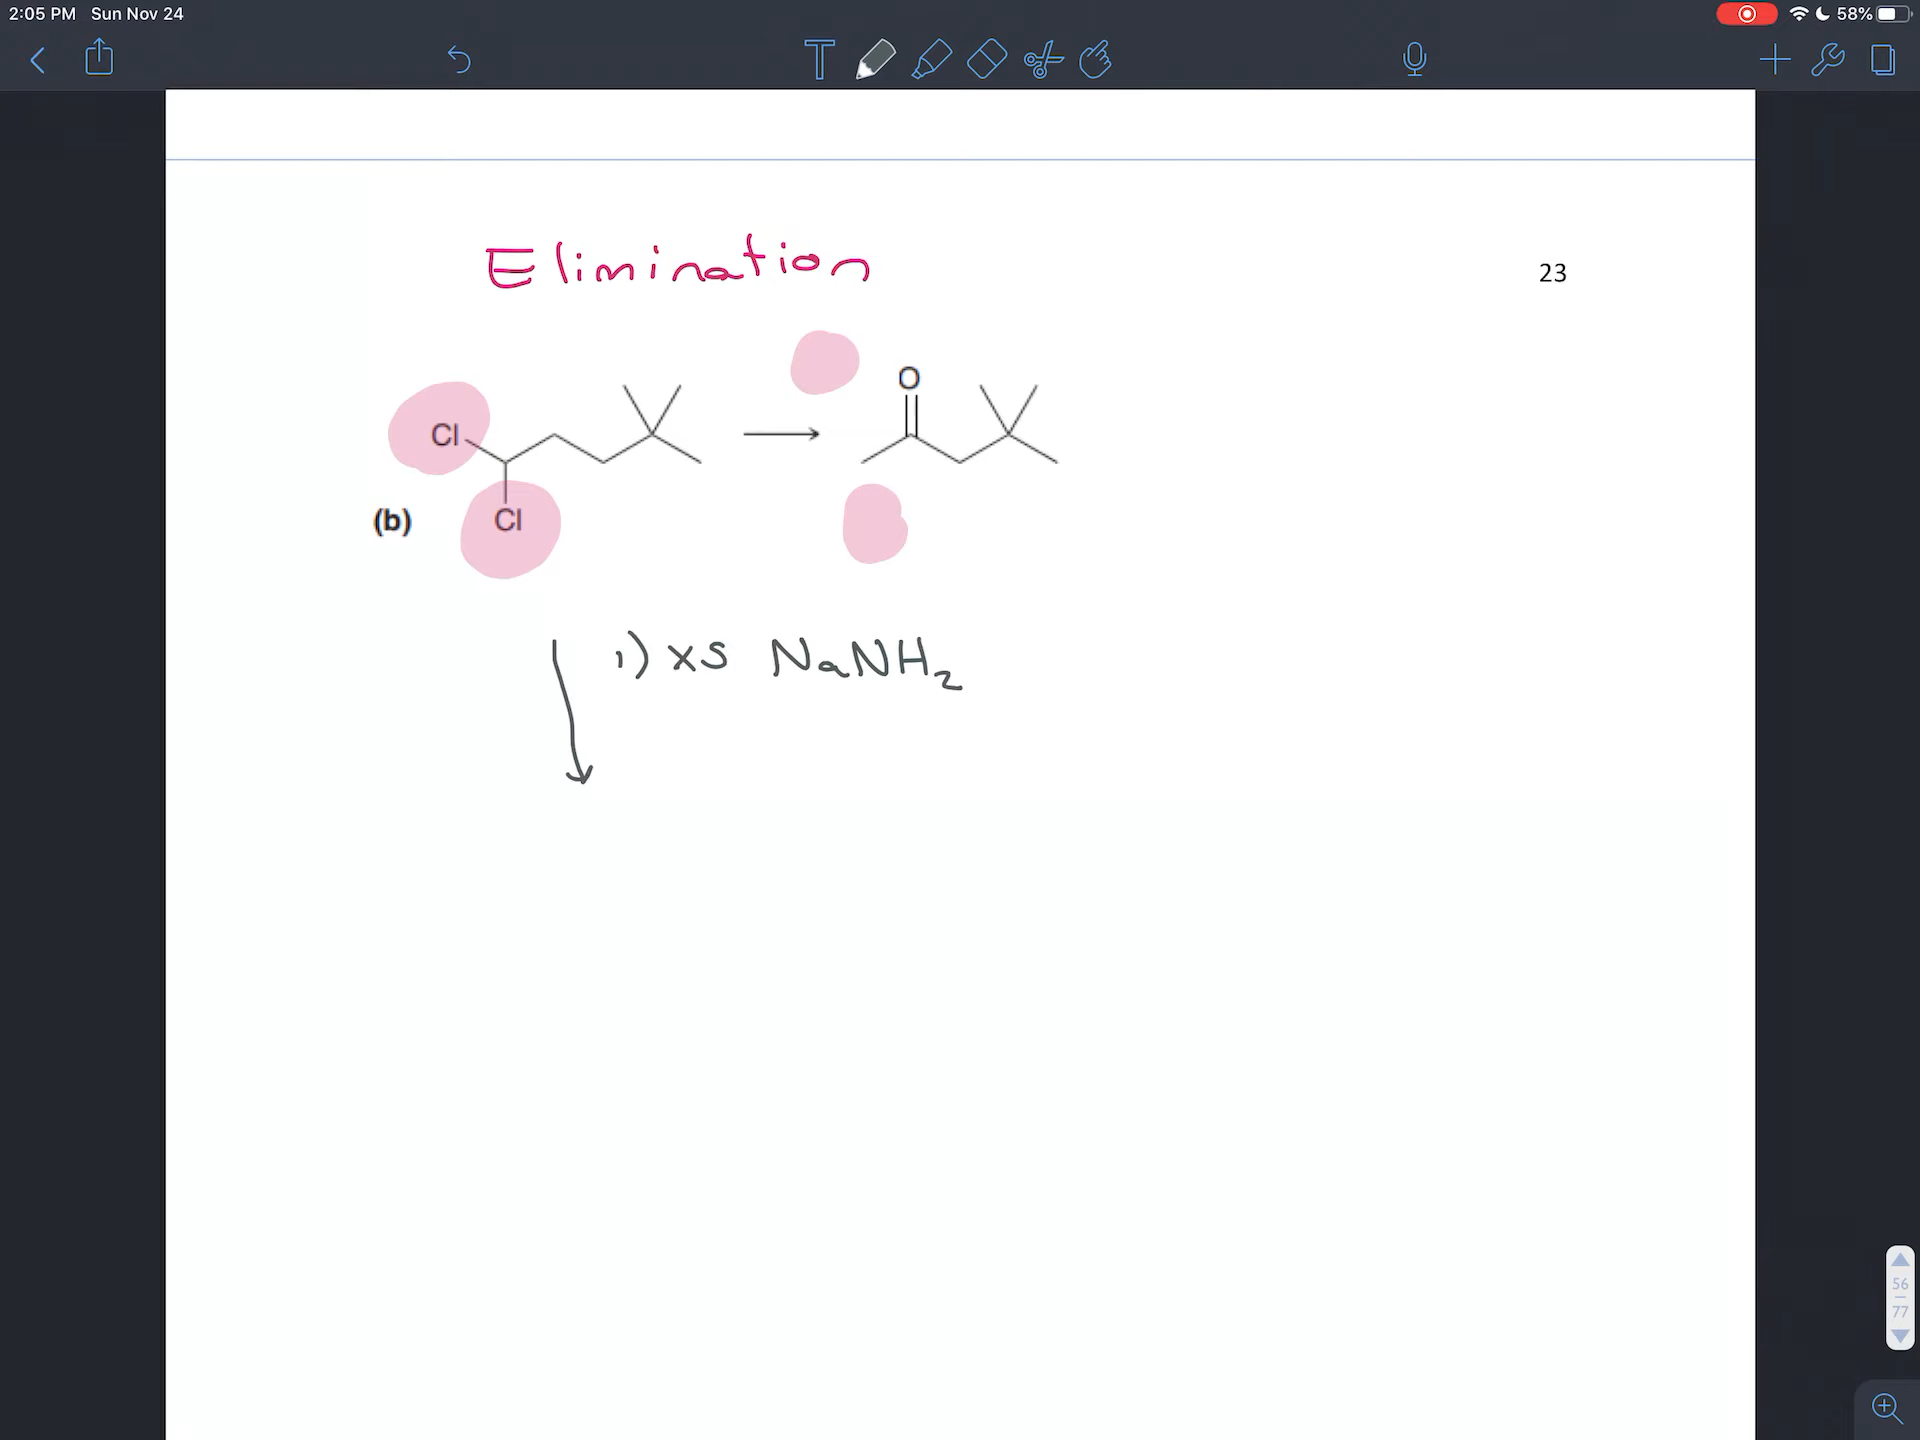 2:05 PM Sun Nov 24
58%
T
Elimination
23
O
Cl
(b)
Cl
1) xs NaNH₂
56
77